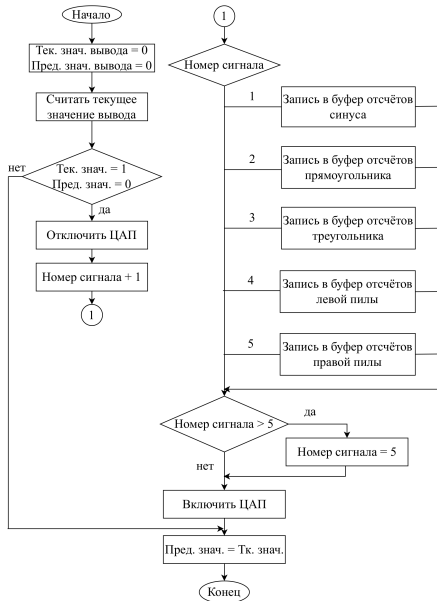 Начало
Тек. знач. вывода = 0
Пред. знач. вывода = 0
Считать текущее
значение вывода
нет
Тек. знач. = 1
Пред. знач. = 0
да
Отключить ЦАП
Номер сигнала + 1
1
1
Номер сигнала
1
Запись в буфер отсчётов
синуса
2
Запись в буфер отсчётов
прямоугольника
3
Запись в буфер отсчётов
треугольника
4
Запись в буфер отсчётов
левой пилы
5
Запись в буфер отсчётов
правой пилы
Номер сигнала > 5
да
Номер сигнала = 5
нет
Включить ЦАП
Пред. знач. = Тк. знач.
Конец